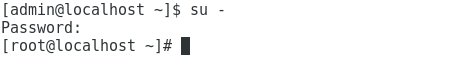 [admin@localhost ~]$ su -
Password:
[root@localhost ~]#